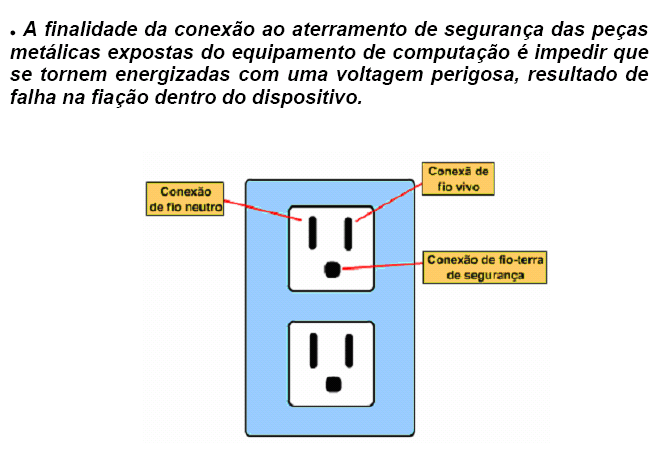 • A finalidade da conexão ao aterramento de segurança das peças
metálicas expostas do equipamento de computação é impedir que
se tornem energizadas com uma voltagem perigosa, resultado de
falha na fiação dentro do dispositivo.
Conexã de
fio vivo
Conexão
de fio neutro
Conexão de fio-terra
de segurança